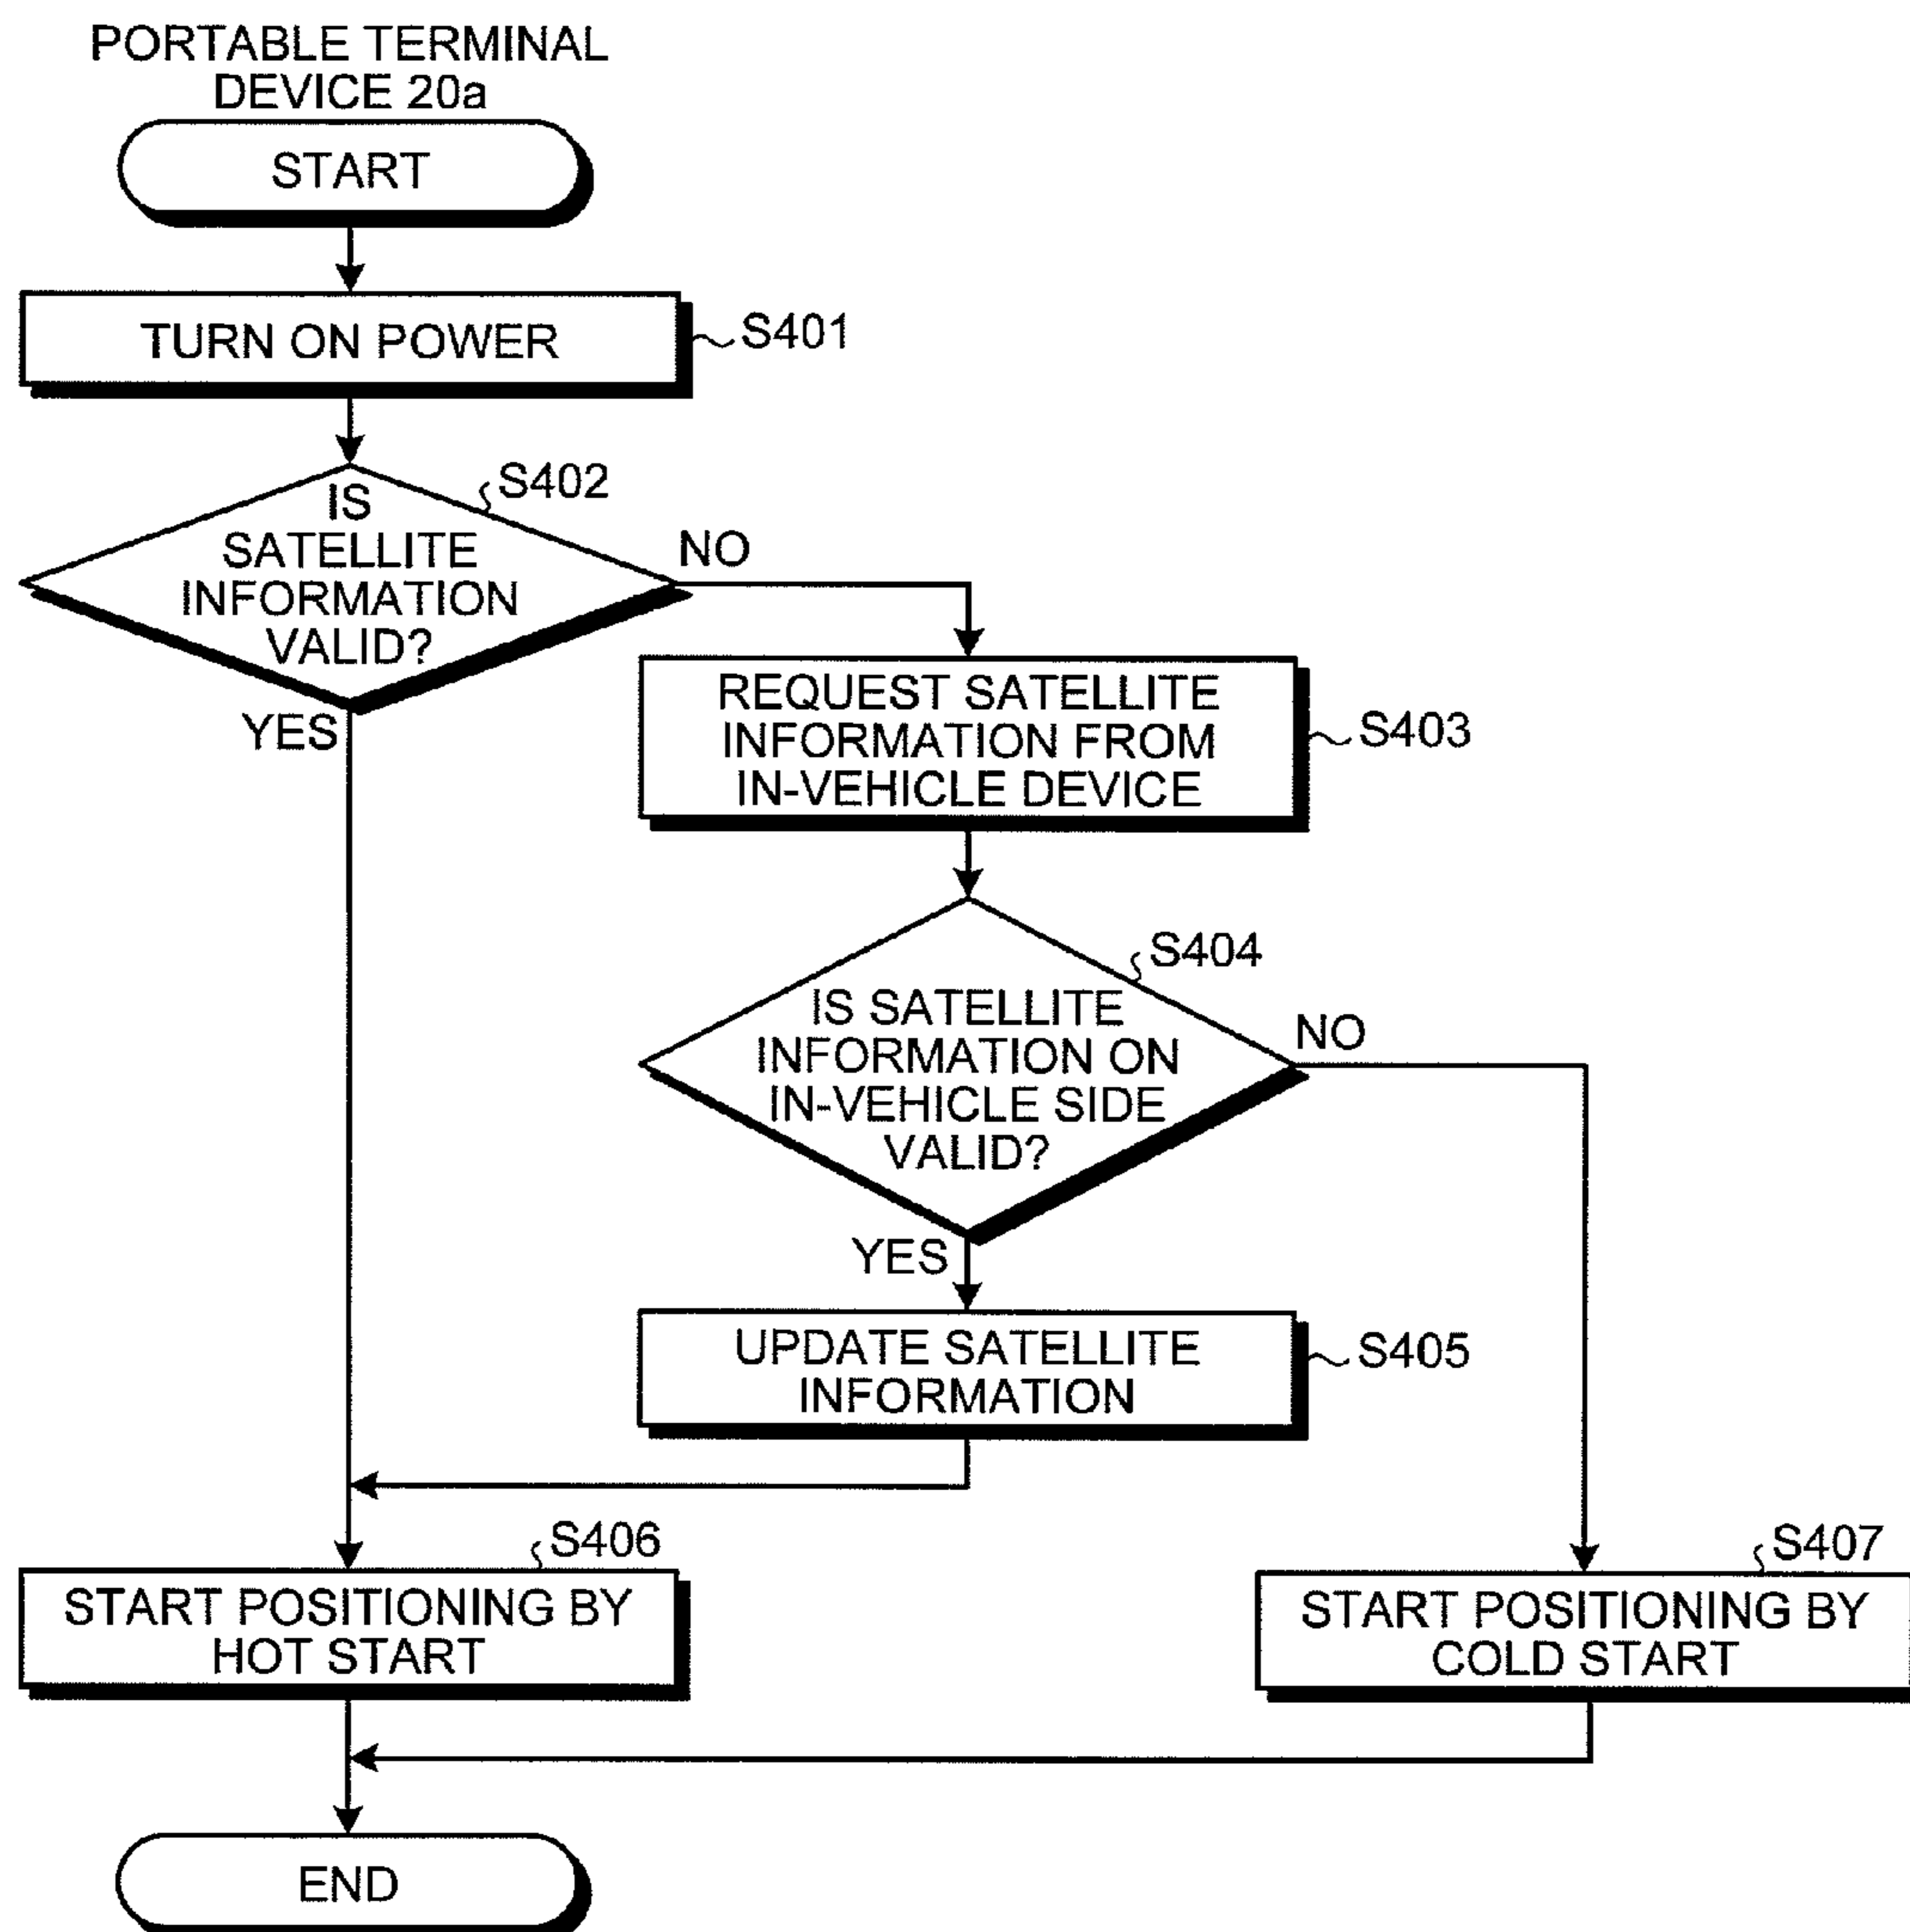 PORTABLE TERMINAL
DEVICE 20a
START
TURN ON POWER
S401
S402
IS
SATELLITE
INFORMATION
VALID?
NO
YES
REQUEST SATELLITE
INFORMATION FROM
IN-VEHICLE DEVICE
S403
S404
IS SATELLITE
INFORMATION ON
IN-VEHICLE SIDE
VALID?
NO
YES
UPDATE SATELLITE
INFORMATION
S405
S406
START POSITIONING BY
HOT START
S407
START POSITIONING BY
COLD START
END